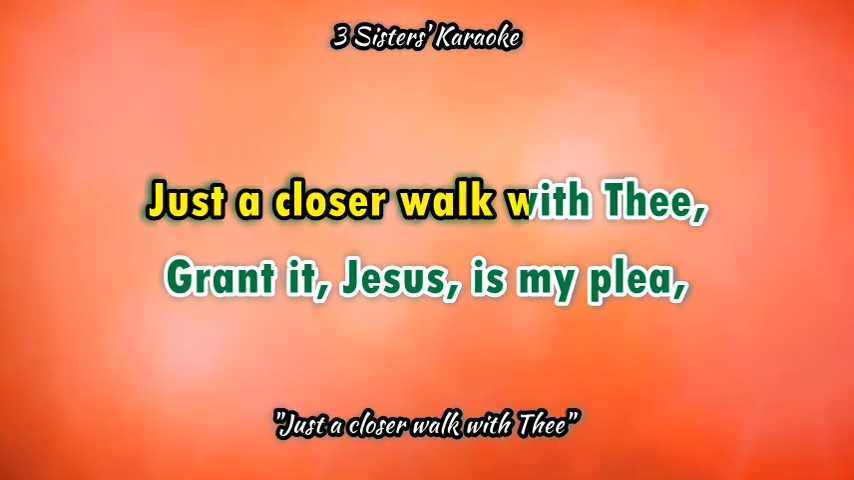 3 Sisters' Karaoke
Just a closer walk with Thee,
Grant it, Jesus, is my plea,
"Just a closer walk with Thee"